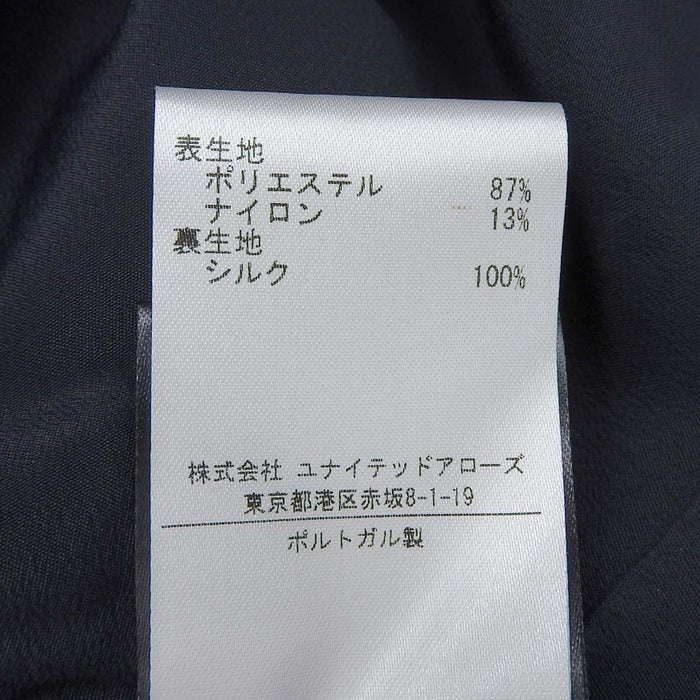 表生地
ポリエステル 87%
ナイロン 13%
裏生地
シルク 100%
株式会社 ユナイテッドアローズ
東京都港区赤坂8-1-19
ポルトガル製